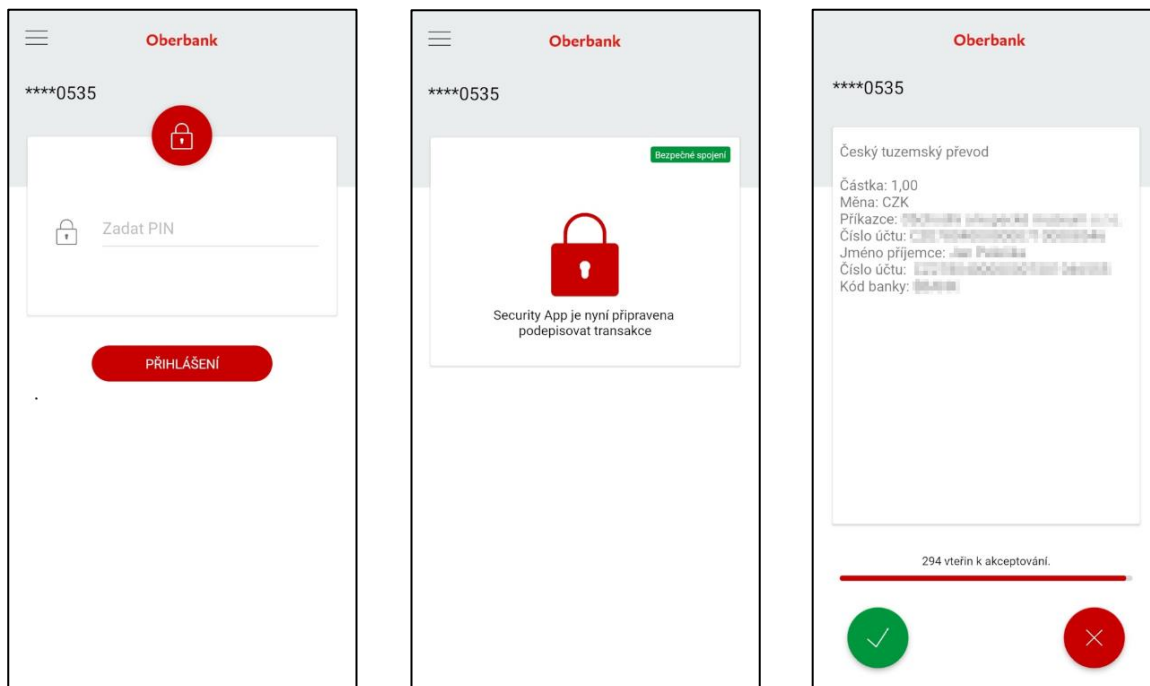 Oberbank
****0535
Zadat PIN
PŘIHLÁŠENÍ
.
Oberbank
****0535
Bezpečné spojení
Security App je nyní připravena
podepisovat transakce
Oberbank
****0535
Český tuzemský převod
Částka: 1,00
Měna: CZK
Příkazce:
Číslo účtu:
Jméno příjemce:
Číslo účtu:
Kód banky:
294 vteřin k akceptování.